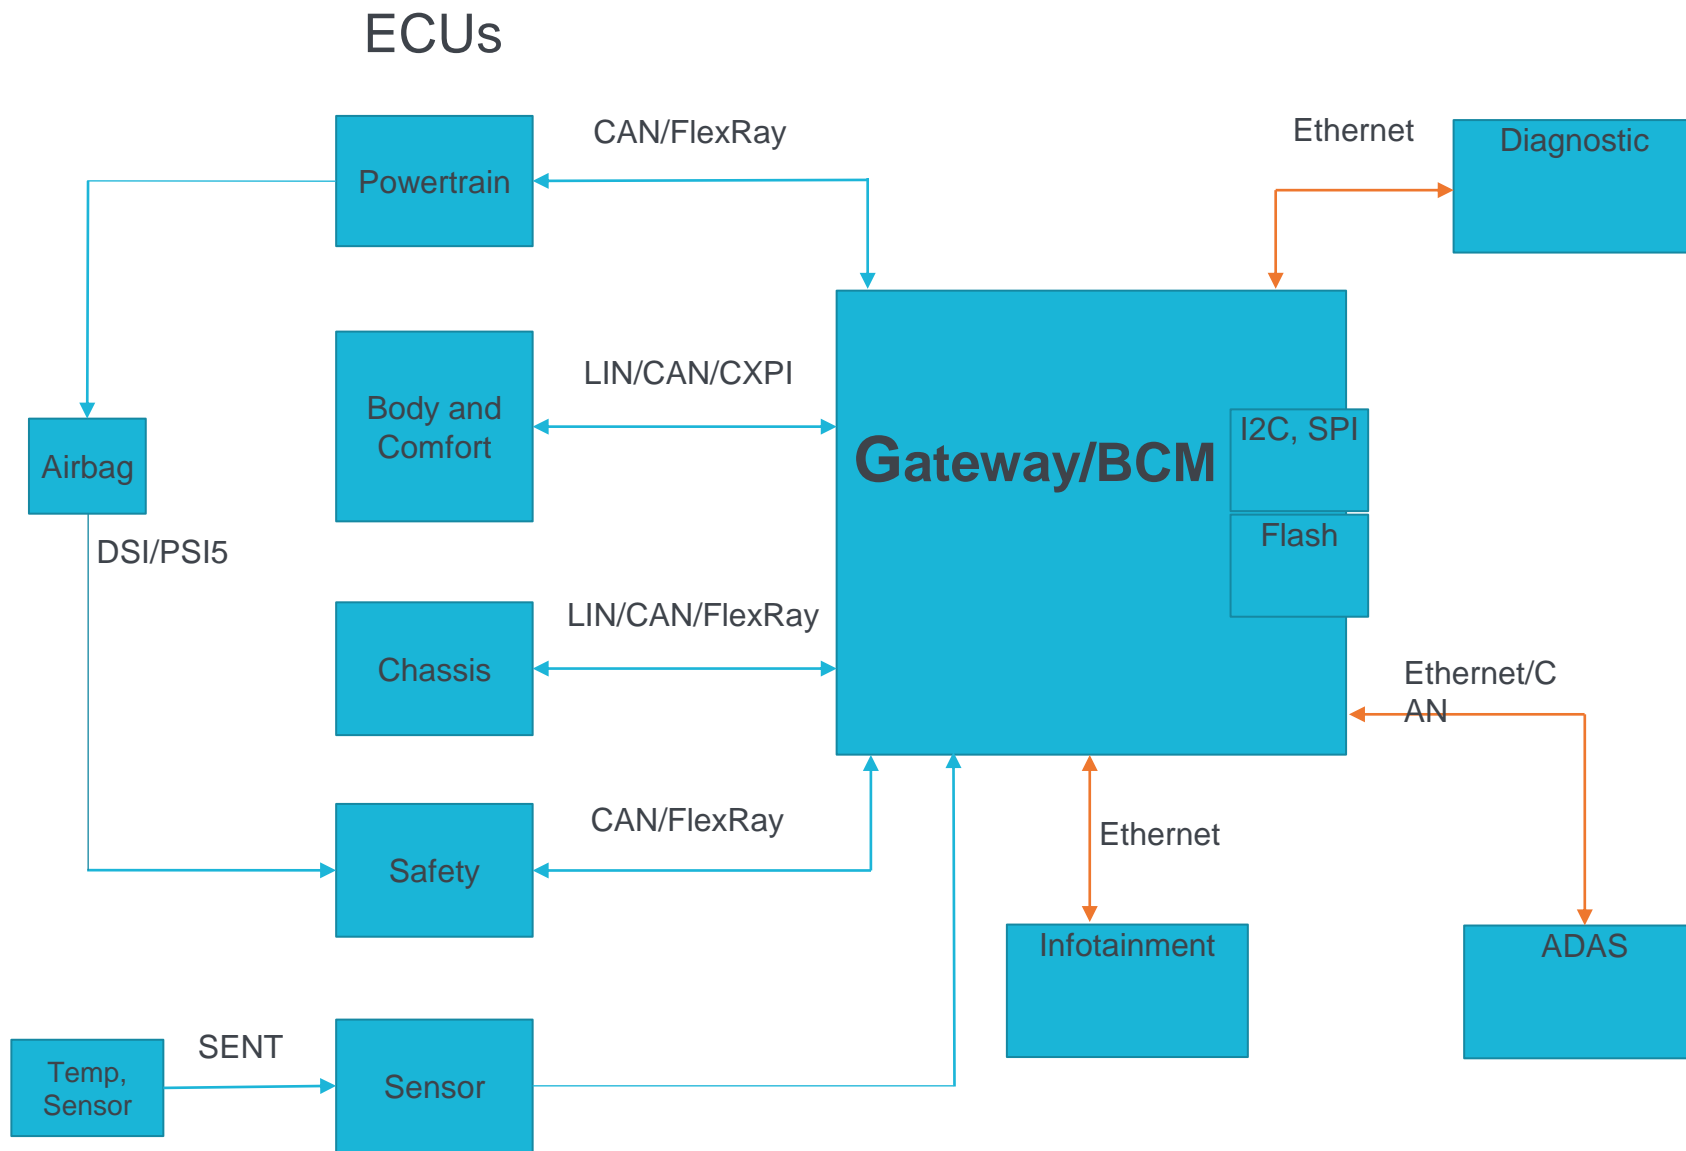 ECUs
CAN/FlexRay
Ethernet
Diagnostic
Powertrain
LIN/CAN/CXPI
Body and
Comfort
I2C, SPI
Gateway/BCM
Airbag
Flash
DSI/PSI5
LIN/CAN/FlexRay
Chassis
Ethernet/C
AN
CAN/FlexRay
Ethernet
Safety
Infotainment
ADAS
SENT
Temp,
Sensor
Sensor